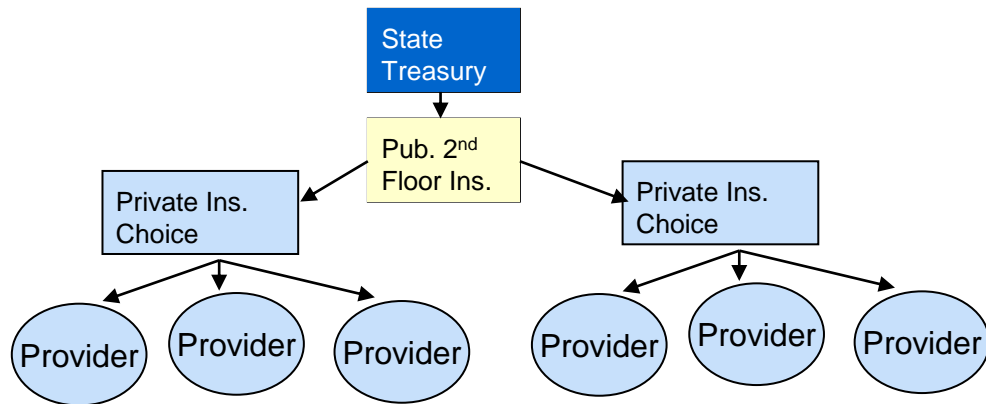 State
Treasury
Pub. 2nd
Floor Ins.
Private Ins.
Choice
Private Ins.
Choice
Provider
Provider
Provider
Provider
Provider
Provider